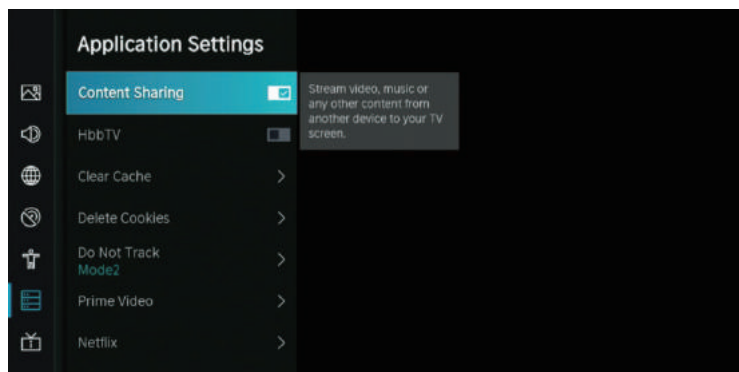 Application Settings
Content Sharing
Stream video, music or
any other content from
another device to your TV
screen.
HbbTV
Clear Cache
Delete Cookies
Do Not Track
Mode2
Prime Video
Netflix